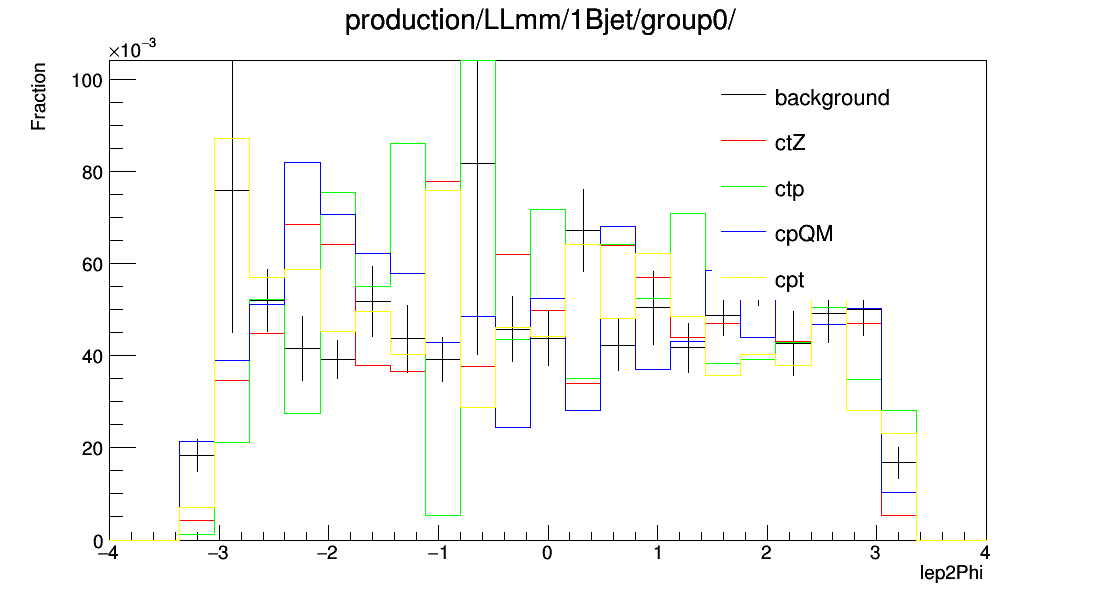 production/LLmm/1Bjet/group0/
×10⁻³
Fraction
100
80
60
40
20
0
background
ctZ
ctp
cpQM
cpt
−4 −3 −2 −1 0 1 2 3 4
lep2Phi